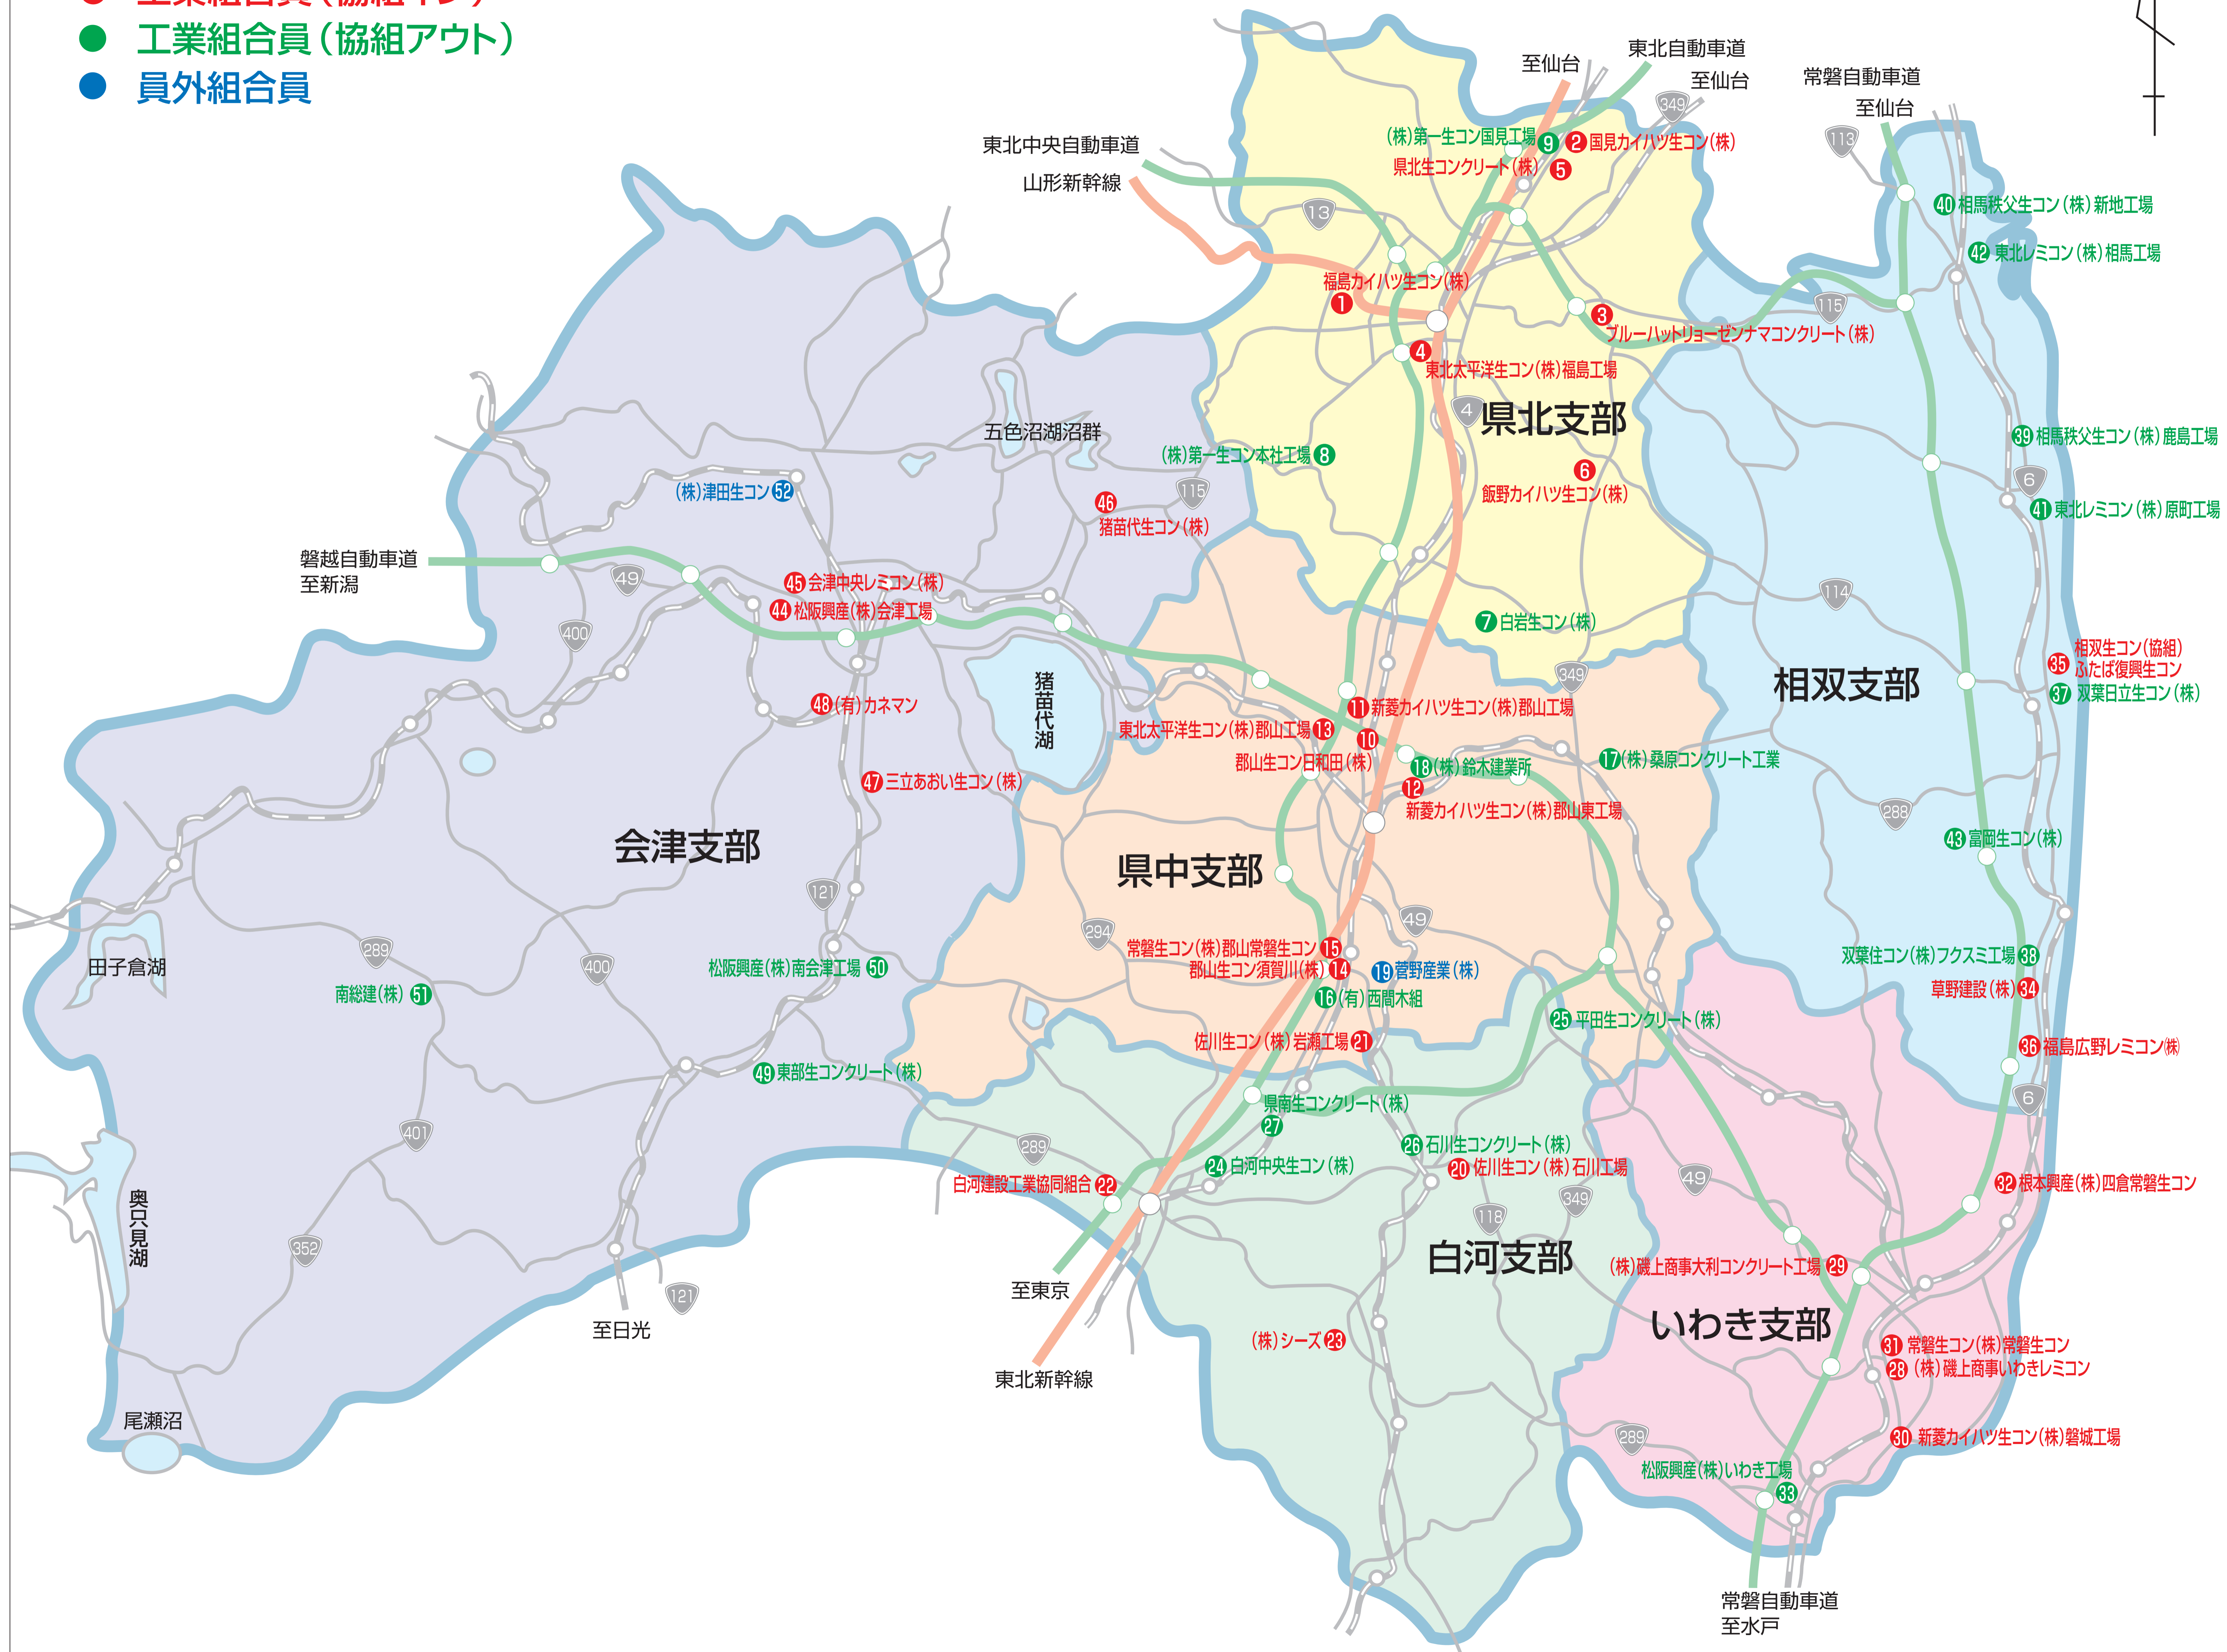 工業組合員（協組イン）
工業組合員（協組アウト）
員外組合員
至仙台
東北自動車道
至仙台
349
常磐自動車道
至仙台
113
東北中央自動車道
山形新幹線
13
(株)第一生コン国見工場 9
2 国見カイハツ生コン(株)
県北生コンクリート(株) 5
40 相馬秩父生コン(株)新地工場
42 東北レミコン(株)相馬工場
福島カイハツ生コン(株)
1
115
3
ブルーハットリョーゼンナマコンクリート(株)
4
東北太平洋生コン(株)福島工場
4
県北支部
五色沼湖沼群
(株)第一生コン本社工場 8
39 相馬秩父生コン(株)鹿島工場
6
飯野カイハツ生コン(株)
6
(株)津田生コン 52
46
猪苗代生コン(株)
115
41 東北レミコン(株)原町工場
磐越自動車道
至新潟
49
45 会津中央レミコン(株)
44 松阪興産(株)会津工場
400
114
7 白岩生コン(株)
349
相双支部
35 相双生コン(協組)
ふたば復興生コン
37 双葉日立生コン(株)
猪苗代湖
48 (有)カネマン
11 新菱カイハツ生コン(株)郡山工場
東北太平洋生コン(株)郡山工場 13
10
郡山生コン日和田(株)
18 (株)鈴木建業所
17 (株)桑原コンクリート工業
47 三立あおい生コン(株)
12
新菱カイハツ生コン(株)郡山東工場
288
43 富岡生コン(株)
会津支部
県中支部
121
294
49
常磐生コン(株)郡山常磐生コン 15
郡山生コン須賀川(株) 14
19 菅野産業(株)
16 (有)西間木組
双葉住コン(株)フクスミ工場 38
草野建設(株) 34
田子倉湖
289
400
松阪興産(株)南会津工場 50
南総建(株) 51
25 平田生コンクリート(株)
佐川生コン(株)岩瀬工場 21
36 福島広野レミコン㈱
49 東部生コンクリート(株)
県南生コンクリート(株)
27
6
401
289
26 石川生コンクリート(株)
24 白河中央生コン(株)
20 佐川生コン(株)石川工場
白河建設工業協同組合 22
49
349
118
32 根本興産(株)四倉常磐生コン
奥只見湖
352
白河支部
(株)磯上商事大利コンクリート工場 29
至東京
121
至日光
いわき支部
(株)シーズ 23
31 常磐生コン(株)常磐生コン
28 (株)磯上商事いわきレミコン
東北新幹線
尾瀬沼
289
30 新菱カイハツ生コン(株)磐城工場
松阪興産(株)いわき工場
33
常磐自動車道
至水戸